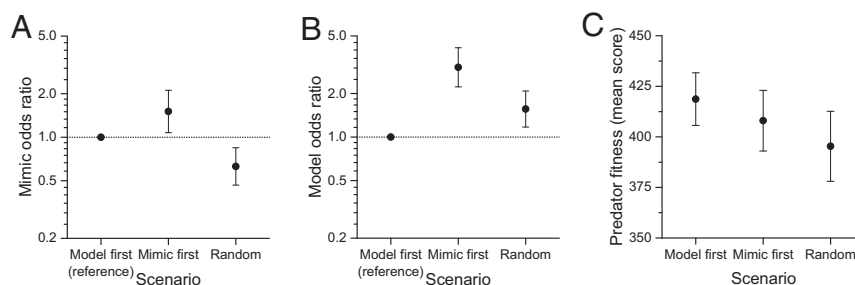 A
Mimic odds ratio
5.0
2.0
1.0
0.5
0.2
Model first
(reference)
Mimic first
Random
Scenario
B
Model odds ratio
5.0
2.0
1.0
0.5
0.2
Model first
(reference)
Mimic first
Random
Scenario
C
Predator fitness (mean score)
450
425
400
375
350
Model first
Mimic first
Random
Scenario